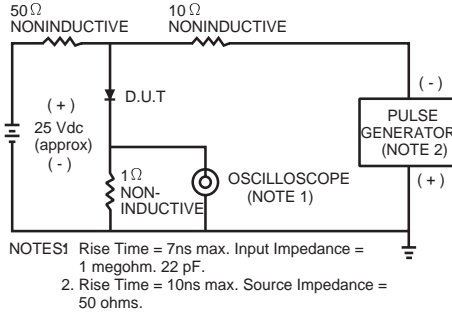 50Ω
NONINDUCTIVE
10Ω
NONINDUCTIVE
(+)
25 Vdc
(approx)
(-)
D.U.T
1Ω
NON-
INDUCTIVE
OSCILLOSCOPE
(NOTE 1)
(-)
PULSE
GENERATOR
(NOTE 2)
(+)
NOTES1 Rise Time = 7ns max. Input Impedance =
1 megohm. 22 pF.
2. Rise Time = 10ns max. Source Impedance =
50 ohms.